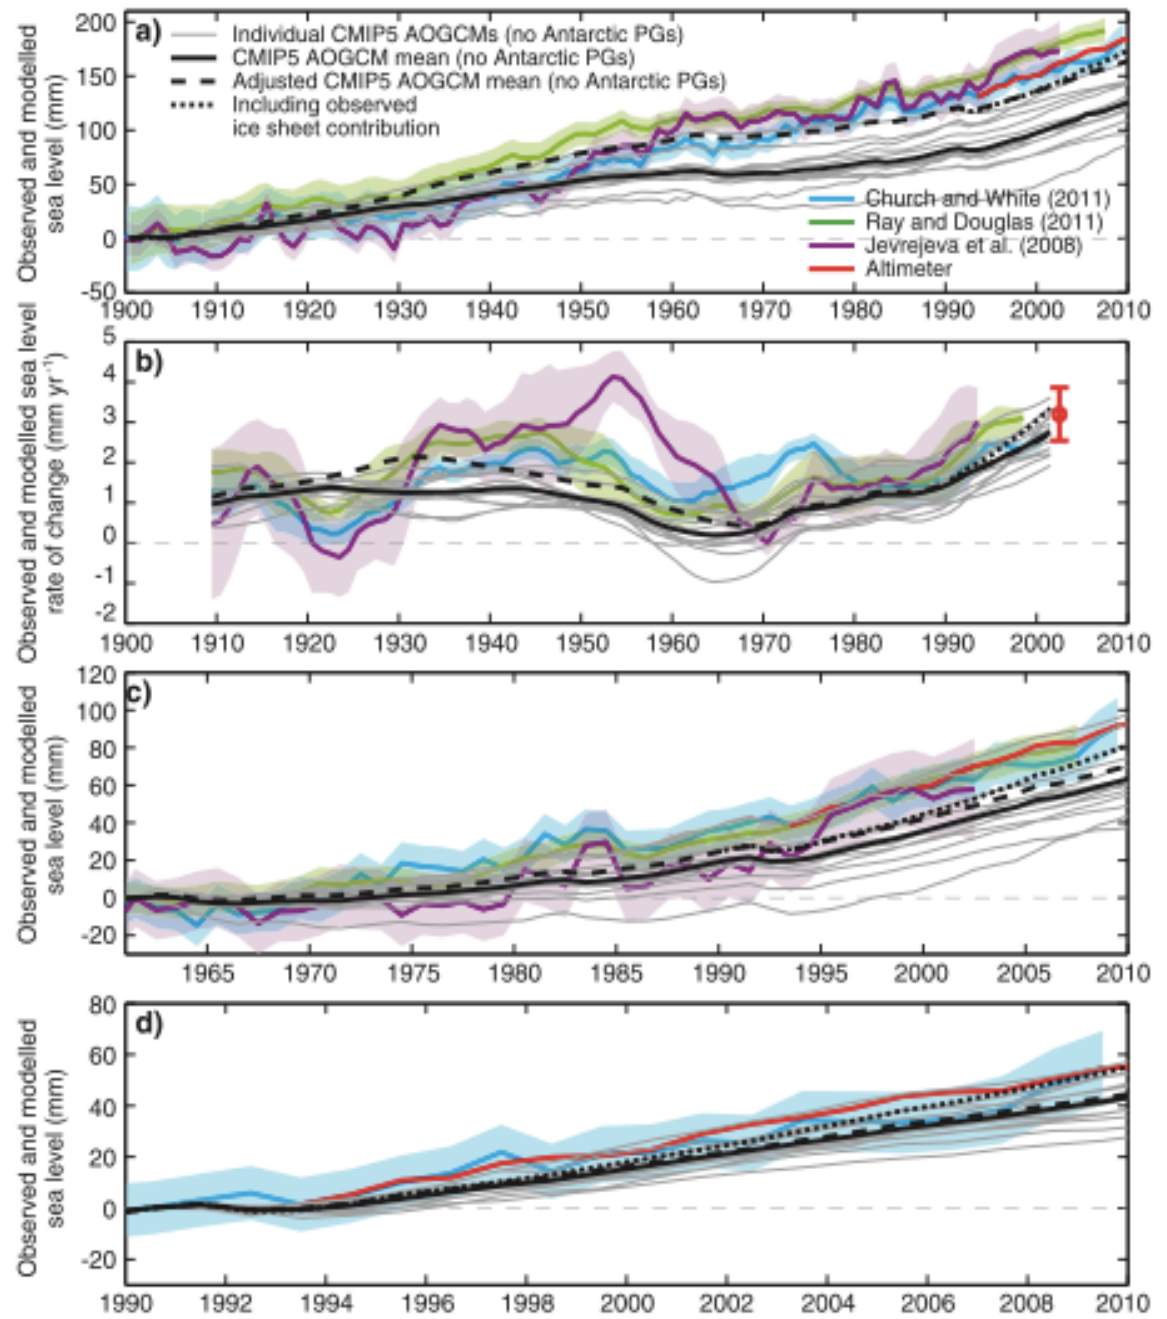 Observed and modelled
sea level (mm)
200
150
100
50
0
-50
a)
Individual CMIP5 AOGCMs (no Antarctic PGs)
CMIP5 AOGCM mean (no Antarctic PGs)
Adjusted CMIP5 AOGCM mean (no Antarctic PGs)
Including observed
ice sheet contribution
Church and White (2011)
Ray and Douglas (2011)
Jevrejeva et al. (2008)
Altimeter
1900 1910 1920 1930 1940 1950 1960 1970 1980 1990 2000 2010
Observed and modelled sea level
rate of change (mm yr⁻¹)
5
4
3
2
1
0
-1
-2
b)
1900 1910 1920 1930 1940 1950 1960 1970 1980 1990 2000 2010
Observed and modelled
sea level (mm)
120
100
80
60
40
20
0
-20
c)
1965 1970 1975 1980 1985 1990 1995 2000 2005 2010
Observed and modelled
sea level (mm)
80
60
40
20
0
-20
d)
1990 1992 1994 1996 1998 2000 2002 2004 2006 2008 2010